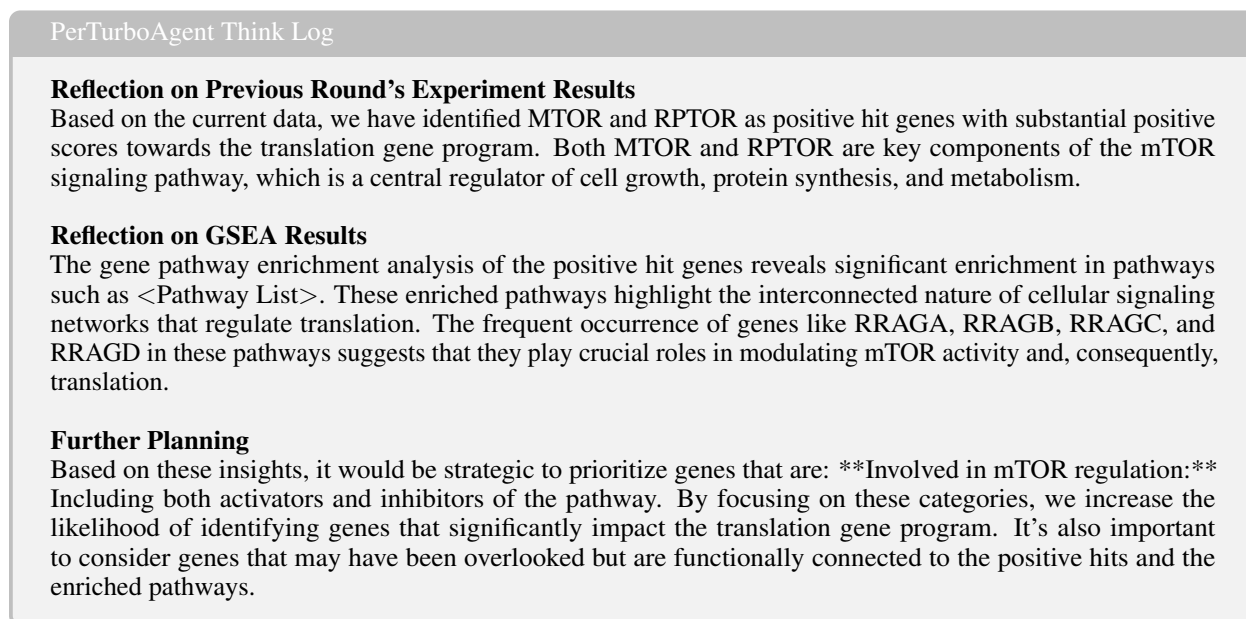 PerTurboAgent Think Log
Reflection on Previous Round's Experiment Results
Based on the current data, we have identified MTOR and RPTOR as positive hit genes with substantial positive
scores towards the translation gene program. Both MTOR and RPTOR are key components of the mTOR
signaling pathway, which is a central regulator of cell growth, protein synthesis, and metabolism.
Reflection on GSEA Results
The gene pathway enrichment analysis of the positive hit genes reveals significant enrichment in pathways
such as <Pathway List>. These enriched pathways highlight the interconnected nature of cellular signaling
networks that regulate translation. The frequent occurrence of genes like RRAGA, RRAGB, RRAGC, and
RRAGD in these pathways suggests that they play crucial roles in modulating mTOR activity and, consequently,
translation.
Further Planning
Based on these insights, it would be strategic to prioritize genes that are: **Involved in mTOR regulation:**
Including both activators and inhibitors of the pathway. By focusing on these categories, we increase the
likelihood of identifying genes that significantly impact the translation gene program. It's also important
to consider genes that may have been overlooked but are functionally connected to the positive hits and the
enriched pathways.